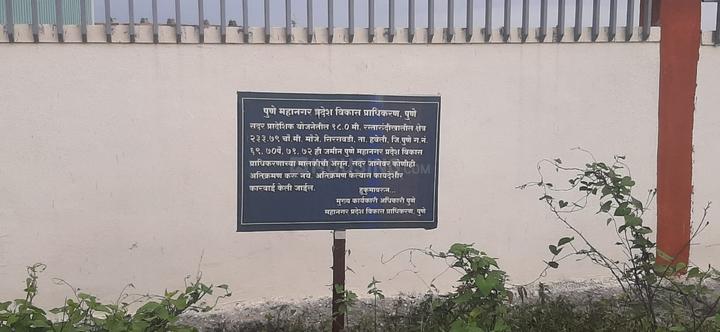 पुणे महानगर प्रदेश विकास प्राधिकरण, पुणे
सदर प्रादेशिक योजनेतील १८.० मी. रस्तारुंदीखालील क्षेत्र
२३३.७९ चौ.मी. मौजे. निरगुडी. ता. हवेली, जि.पुणे ग.नं.
६९, ७०पै, ७१, ७२ ही जमीन पुणे महानगर प्रदेश विकास
प्राधिकरणाच्या मालकीची असून, सदर जागेवर कोणीही
अतिक्रमण करू नये. अतिक्रमण केल्यास कायदेशीर
कारवाई केली जाईल.
हुकुमावरुन...
मुख्य कार्यकारी अधिकारी पुणे
महानगर प्रदेश विकास प्राधिकरण, पुणे